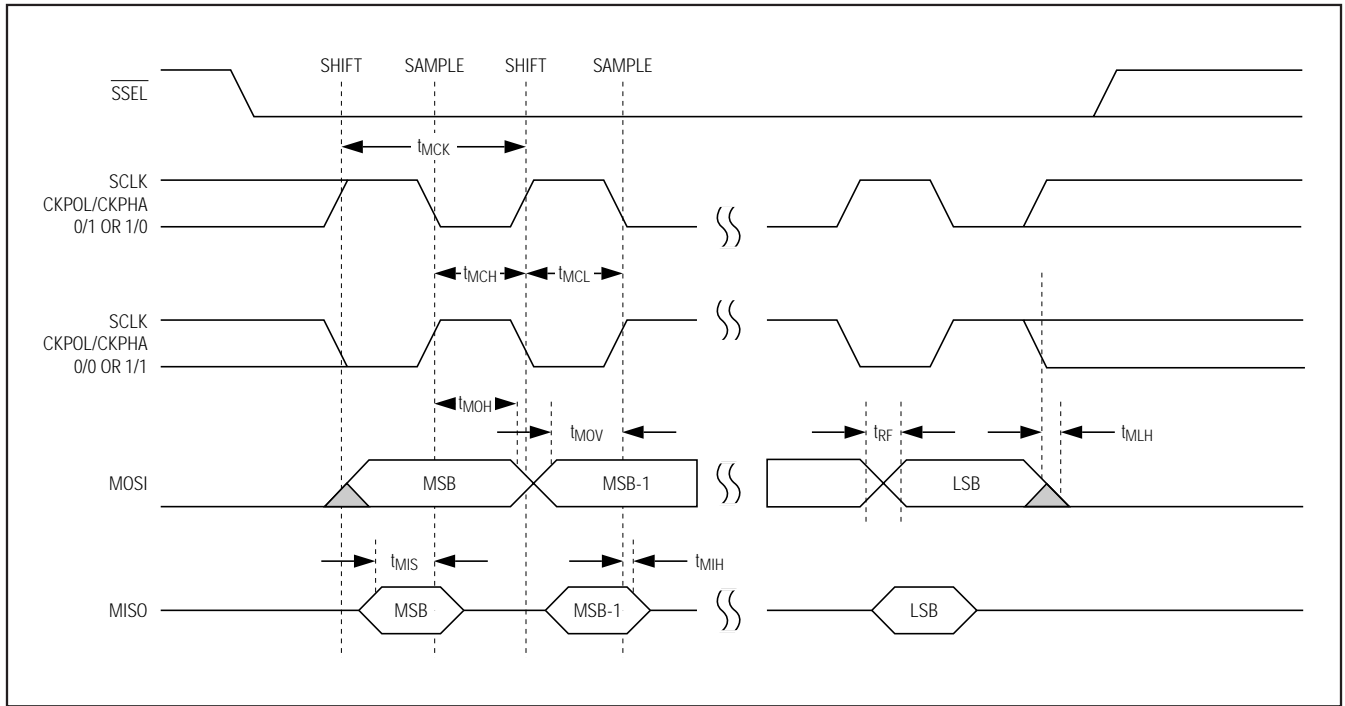 SHIFT SAMPLE SHIFT SAMPLE
SSEL
tMCK
SCLK
CKPOL/CKPHA
0/1 OR 1/0
tMCH tMCL
SCLK
CKPOL/CKPHA
0/0 OR 1/1
tMOH
tMOV tRF tMLH
MOSI MSB MSB-1 LSB
tMIS tMIH
MISO MSB MSB-1 LSB